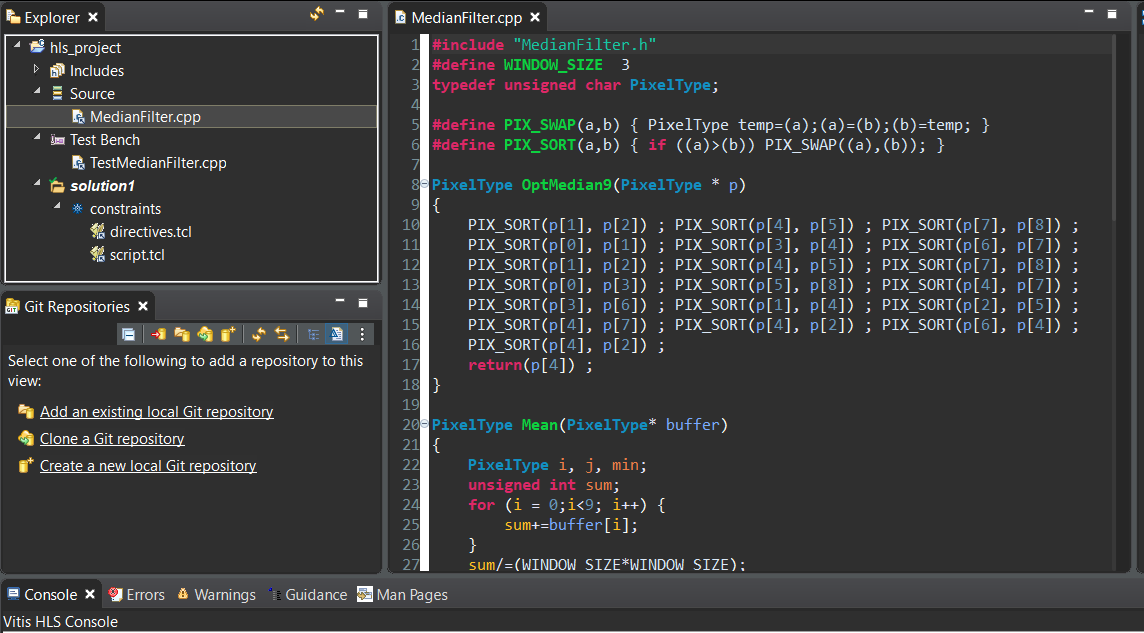 Explorer
hls_project
Includes
Source
MedianFilter.cpp
Test Bench
TestMedianFilter.cpp
solution1
constraints
directives.tcl
script.tcl
Git Repositories
Select one of the following to add a repository to this
view:
Add an existing local Git repository
Clone a Git repository
Create a new local Git repository
MedianFilter.cpp
1 #include "MedianFilter.h"
2 #define WINDOW_SIZE  3
3 typedef unsigned char PixelType;
4
5 #define PIX_SWAP(a,b) { PixelType temp=(a);(a)=(b);(b)=temp; }
6 #define PIX_SORT(a,b) { if ((a)>(b)) PIX_SWAP((a),(b)); }
7
8 PixelType OptMedian9(PixelType * p)
9 {
10     PIX_SORT(p[1], p[2]) ; PIX_SORT(p[4], p[5]) ; PIX_SORT(p[7], p[8]) ;
11     PIX_SORT(p[0], p[1]) ; PIX_SORT(p[3], p[4]) ; PIX_SORT(p[6], p[7]) ;
12     PIX_SORT(p[1], p[2]) ; PIX_SORT(p[4], p[5]) ; PIX_SORT(p[7], p[8]) ;
13     PIX_SORT(p[0], p[3]) ; PIX_SORT(p[5], p[8]) ; PIX_SORT(p[4], p[7]) ;
14     PIX_SORT(p[3], p[6]) ; PIX_SORT(p[1], p[4]) ; PIX_SORT(p[2], p[5]) ;
15     PIX_SORT(p[4], p[7]) ; PIX_SORT(p[4], p[2]) ; PIX_SORT(p[6], p[4]) ;
16     PIX_SORT(p[4], p[2]) ;
17     return(p[4]) ;
18 }
19
20 PixelType Mean(PixelType* buffer)
21 {
22     PixelType i, j, min;
23     unsigned int sum;
24     for (i = 0;i<9; i++) {
25         sum+=buffer[i];
26     }
27     sum/=(WINDOW_SIZE*WINDOW_SIZE);
Console Errors Warnings Guidance Man Pages
Vitis HLS Console